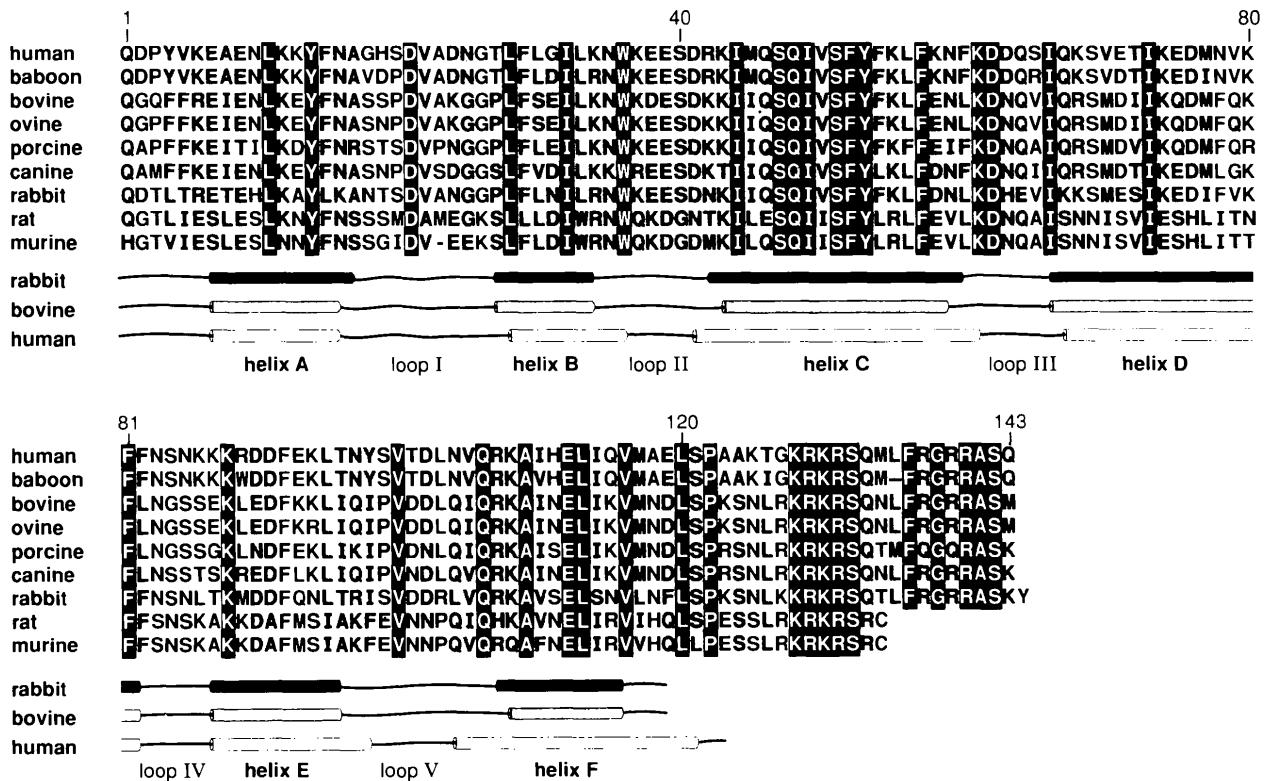 1 40 80
human QDPYVKEAENLKKYFNAGHSDVADNGTLFLGILKNWKEESDRKIMQSQIVSFYFKLFKNFKDDQSIQKSVETIKEDMNVK
baboon QDPYVKEAENLKKYFNAVDPDVADNGTLFLDILRNWKEESDRKIMQSQIVSFYFKLFKNFKDDQRIQKSVDTIKEDINVK
bovine QGQFFREIENLKEYFNASSPDVAKGGPLFSEILKNWKDESDKKIIQSQIVSFYFKLFENLKDNQVIQRSMDIIKQDMFQK
ovine QGPFFKEIENLKEYFNASNPDVAKGGPLFSEILKNWKEESDKKIIQSQIVSFYFKLFENLKDNQVIQRSMDIIKQDMFQK
porcine QAPFFKEITILKDYFNRSTSDVPNGGPLFLEILKNWKEESDKKIIQSQIVSFYFKFFEIFKDNQAIQRSMDVIKQDMFQR
canine QAMFFKEIENLKEYFNASNPDVSDGGSLFVDILKKWREESDKTIIQSQIVSFYLKLFDNFKDNQIIQRSMDTIKEDMLGK
rabbit QDTLTRETEHLKAYLKANTSDVANGGPLFLNILRNWKEESDNKIIQSQIVSFYFKLFDNLKDHEVIKKSMESIKEDIFVK
rat QGTLIESLESLKNYFNSSSMDAMEGKSLLLDIWRNWQKDGNTKILESQIISFYLRLFEVLKDNQAISNNISVIESHLITN
murine HGTVIESLESLNNYFNSSGIDV-EEKSLFLDIWRNWQKDGDMKILQSQIISFYLRLFEVLKDNQAISNNISVIESHLITT
rabbit
bovine
human
helix A loop I helix B loop II helix C loop III helix D
81 120 143
human FFNSNKKKRDDFEKLTNYSVTDLNVQRKAIHELIQVMAELSPAAKTGKRKRSQMLFRGRRASQ
baboon FFNSNKKKWDDFEKLTNYSVTDLNVQRKAVHELIQVMAELSPAAKIGKRKRSQM–FRGRRASQ
bovine FLNGSSEKLEDFKKLIQIPVDDLQIQRKAINELIKVMNDLSPKSNLRKRKRSQNLFRGRRASM
ovine FLNGSSEKLEDFKRLIQIPVDDLQIQRKAINELIKVMNDLSPKSNLRKRKRSQNLFRGRRASM
porcine FLNGSSGKLNDFEKLIKIPVDNLQIQRKAISELIKVMNDLSPRSNLRKRKRSQTMFQGQRASK
canine FLNSSTSKREDFLKLIQIPVNDLQVQRKAINELIKVMNDLSPRSNLRKRKRSQNLFRGRRASK
rabbit FFNSNLTKMDDFQNLTRISVDDRLVQRKAVSELSNVLNFLSPKSNLKKRKRSQTLFRGRRASKY
rat FFSNSKAKKDAFMSIAKFEVNNPQIQHKAVNELIRVIHQLSPESSLRKRKRSRC
murine FFSNSKAKKDAFMSIAKFEVNNPQVQRQAFNELIRVVHQLLPESSLRKRKRSRC
rabbit
bovine
human
loop IV helix E loop V helix F